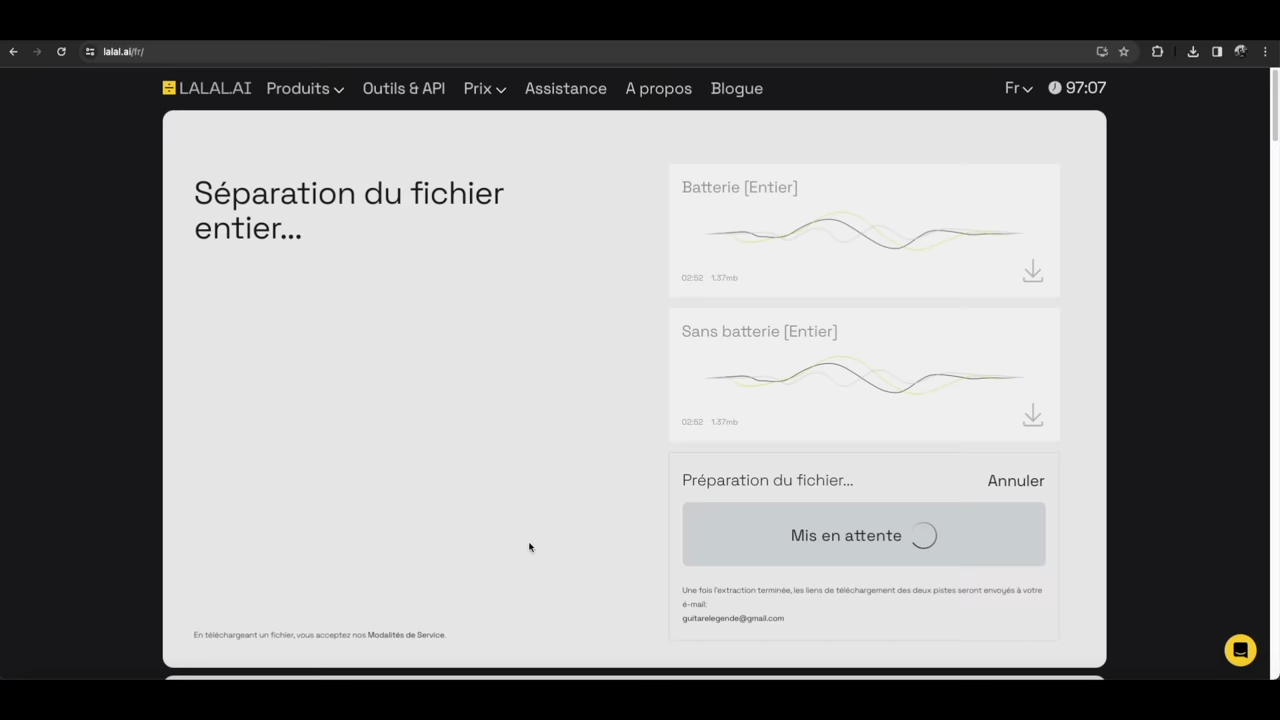 lalal.ai/fr/
LALAL.AI Produits Outils & API Prix Assistance A propos Blogue Fr 97:07
Séparation du fichier
entier...
Batterie [Entier]
02:52 1.37mb
Sans batterie [Entier]
02:52 1.37mb
Préparation du fichier... Annuler
Mis en attente
Une fois l'extraction terminée, les liens de téléchargement des deux pistes seront envoyés à votre
é-mail:
guitarelegende@gmail.com
En téléchargeant un fichier, vous acceptez nos Modalités de Service.